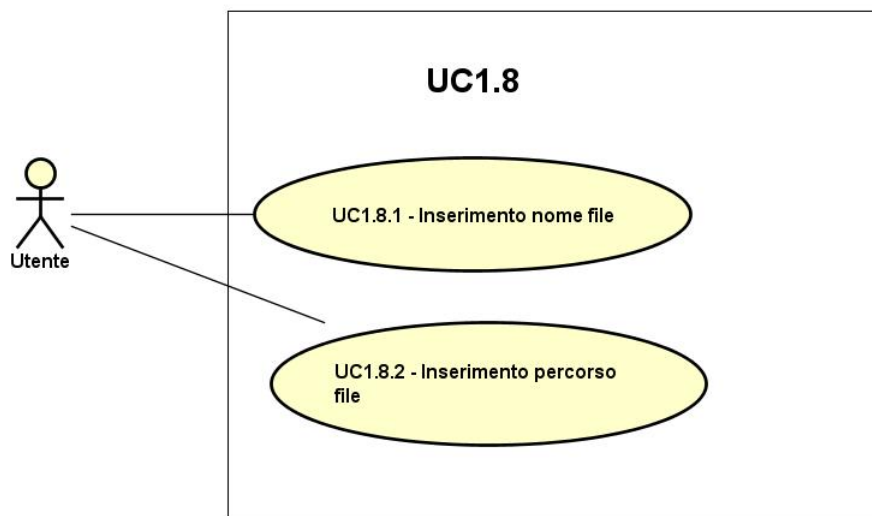 UC1.8
UC1.8.1 - Inserimento nome file
Utente
UC1.8.2 - Inserimento percorso
file